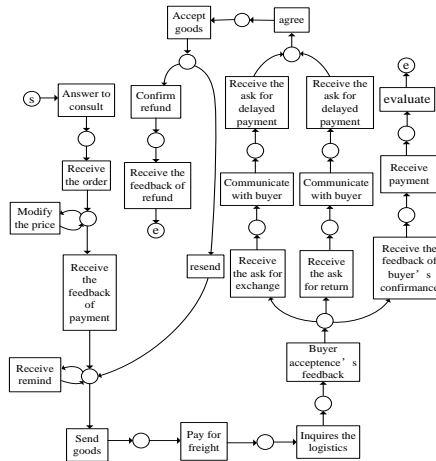 Accept
goods
agree
e
s
Answer to
consult
Confirm
refund
Receive the
ask for
delayed
payment
Receive the
ask for
delayed
payment
evaluate
Receive
the order
Receive the
feedback of
refund
Communicate
with buyer
Communicate
with buyer
Receive
payment
Modify
the price
e
Receive
the
feedback
of
payment
resend
Receive
the ask for
exchange
Receive
the ask
for return
Receive the
feedback of
buyer's
confirmance
Receive
remind
Buyer
acceptence's
feedback
Send
goods
Pay for
freight
Inquires the
logistics